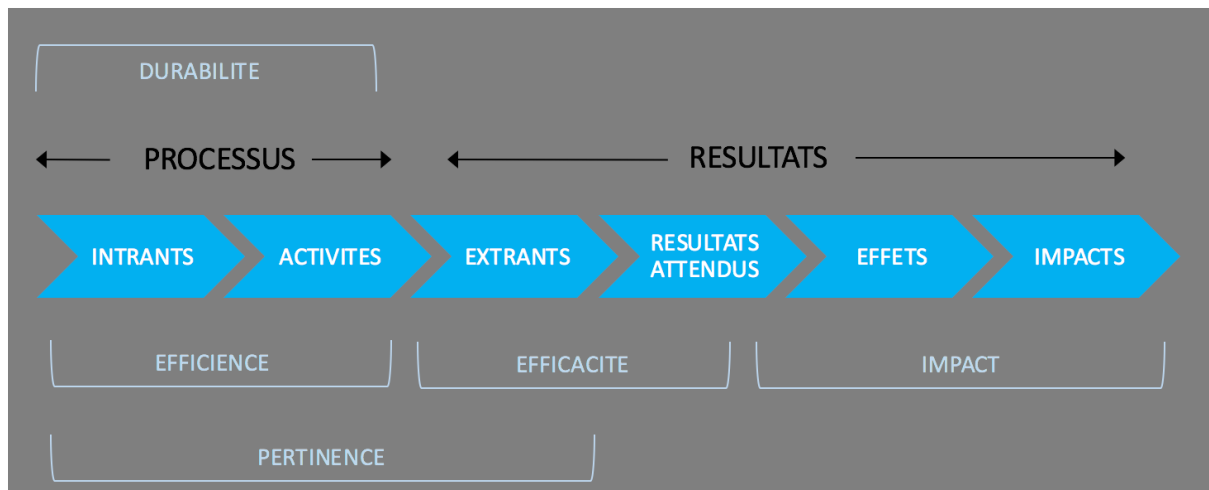 DURABILITE
PROCESSUS
RESULTATS
INTRANTS
ACTIVITES
EXTRANTS
RESULTATS
ATTENDUS
EFFETS
IMPACTS
EFFICIENCE
EFFICACITE
IMPACT
PERTINENCE